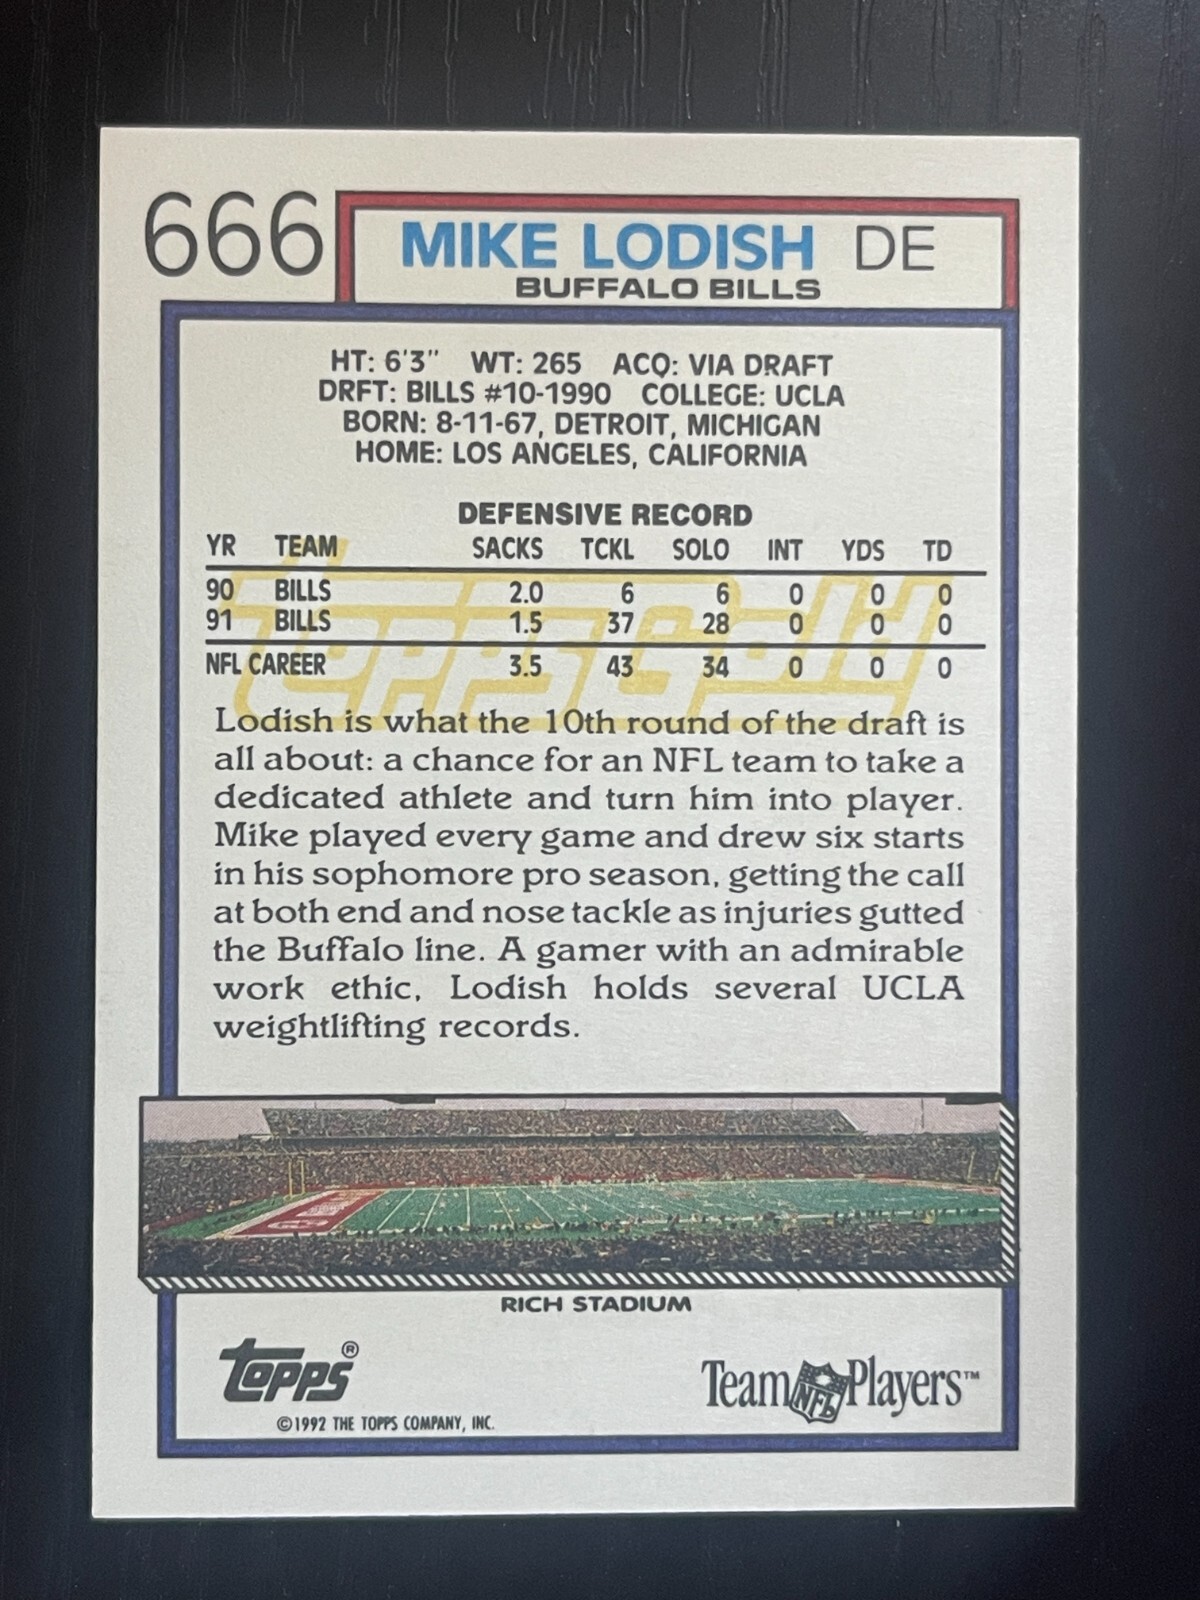 666 MIKE LODISH DE
BUFFALO BILLS
HT: 6'3" WT: 265 ACQ: VIA DRAFT
DRFT: BILLS #10-1990 COLLEGE: UCLA
BORN: 8-11-67, DETROIT, MICHIGAN
HOME: LOS ANGELES, CALIFORNIA
DEFENSIVE RECORD
YR TEAM SACKS TCKL SOLO INT YDS TD
90 BILLS 2.0 6 6 0 0 0
91 BILLS 1.5 37 28 0 0 0
NFL CAREER 3.5 43 34 0 0 0
ToppsGold
Lodish is what the 10th round of the draft is
all about: a chance for an NFL team to take a
dedicated athlete and turn him into player.
Mike played every game and drew six starts
in his sophomore pro season, getting the call
at both end and nose tackle as injuries gutted
the Buffalo line. A gamer with an admirable
work ethic, Lodish holds several UCLA
weightlifting records.
RICH STADIUM
TOPPS®
Team NFL Players™
©1992 THE TOPPS COMPANY, INC.